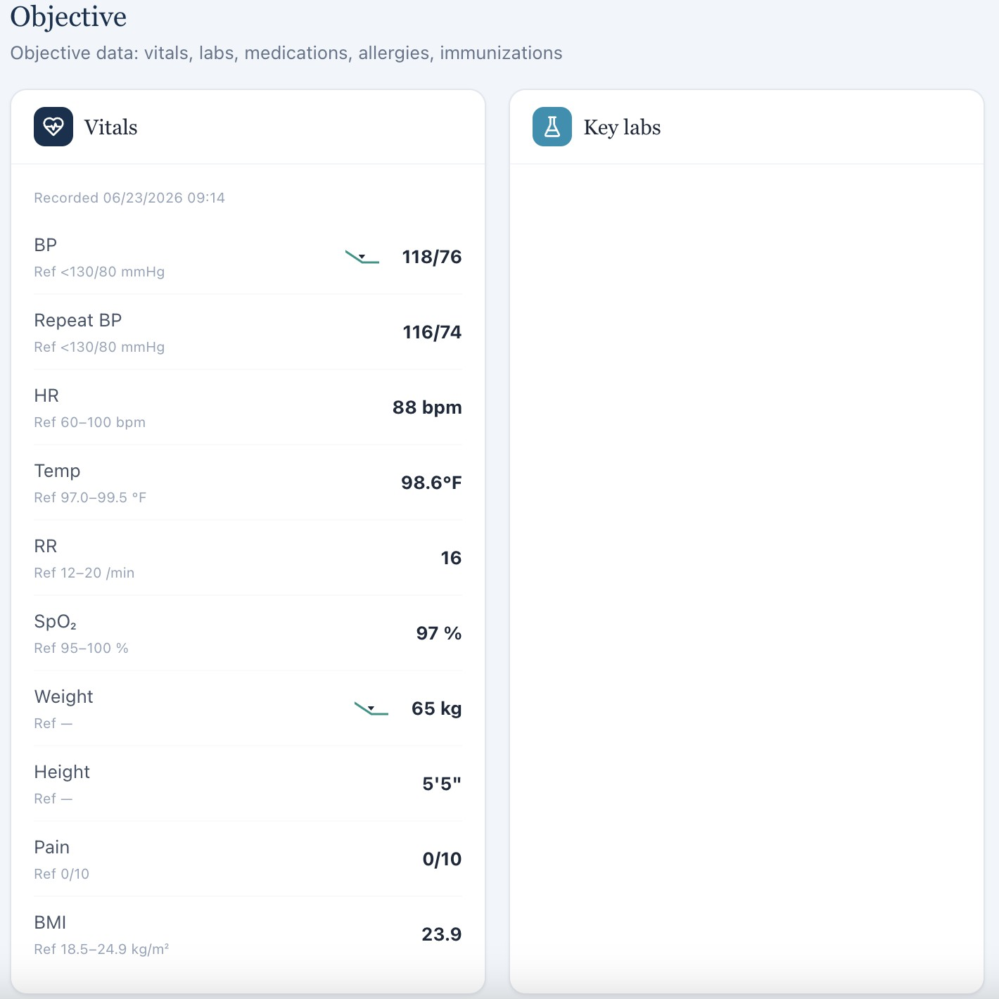 Objective
Objective data: vitals, labs, medications, allergies, immunizations
Vitals
Recorded 06/23/2026 09:14
BP
Ref <130/80 mmHg
118/76
Repeat BP
Ref <130/80 mmHg
116/74
HR
Ref 60–100 bpm
88 bpm
Temp
Ref 97.0–99.5 °F
98.6°F
RR
Ref 12–20 /min
16
SpO₂
Ref 95–100 %
97 %
Weight
Ref —
65 kg
Height
Ref —
5'5"
Pain
Ref 0/10
0/10
BMI
Ref 18.5–24.9 kg/m²
23.9
Key labs